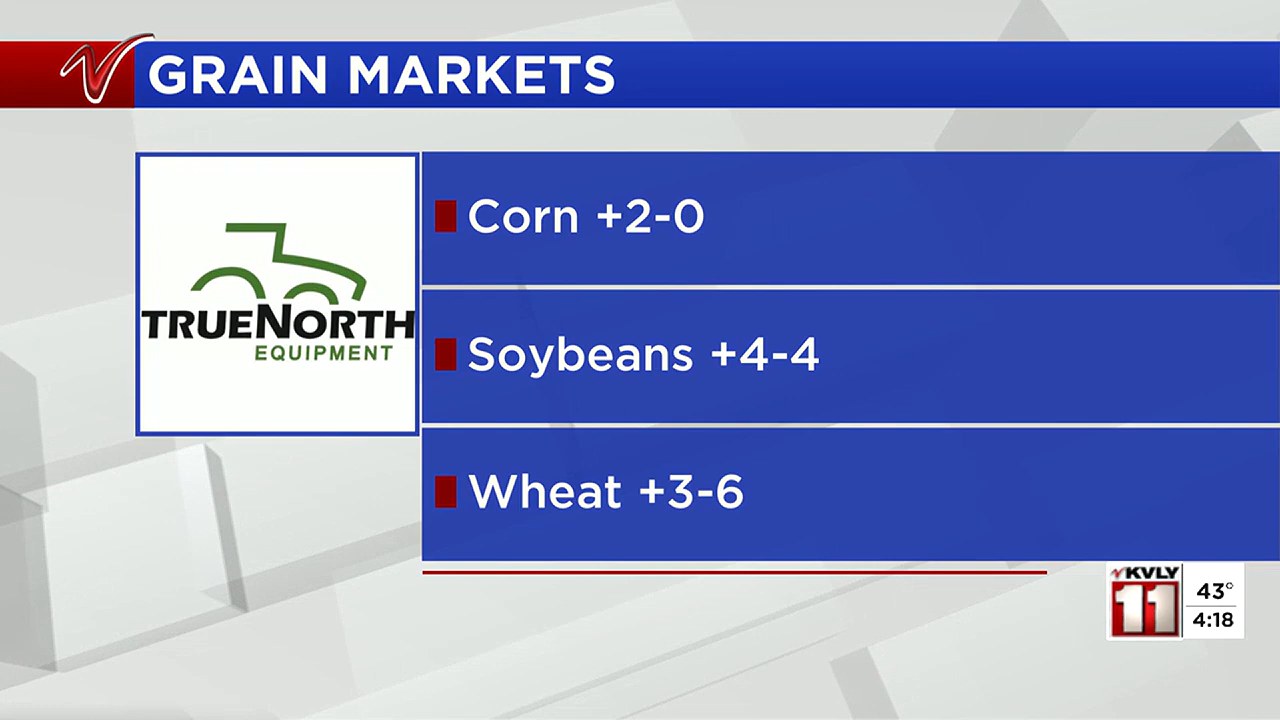 GRAIN MARKETS
TRUENORTH
EQUIPMENT
Corn +2-0
Soybeans +4-4
Wheat +3-6
KVLY
11
43°
4:18